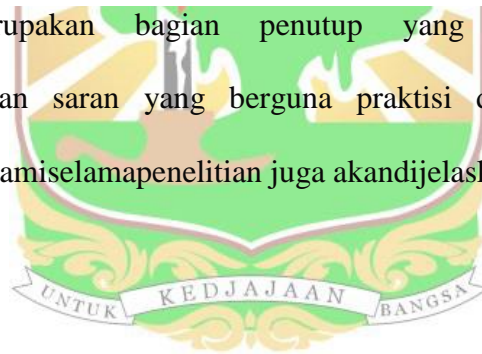 rupakan bagian penutup yang
an saran yang berguna praktisi
amiselamapenelitian juga akandijelask
UNTUK KEDJAJAAN BANGSA